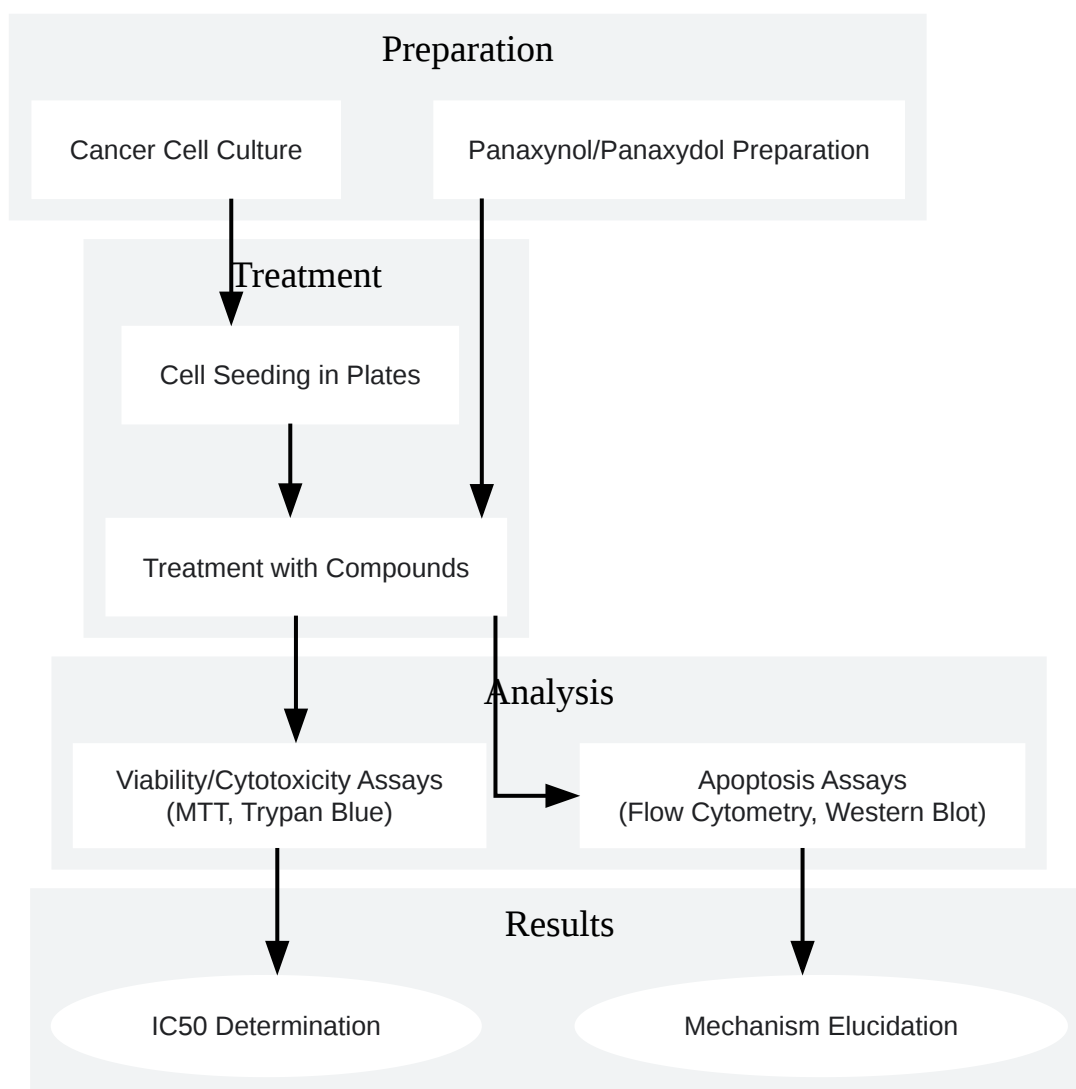 Preparation
Cancer Cell Culture
Panaxynol/Panaxydol Preparation
Treatment
Cell Seeding in Plates
Treatment with Compounds
Analysis
Viability/Cytotoxicity Assays
(MTT, Trypan Blue)
Apoptosis Assays
(Flow Cytometry, Western Blot)
Results
IC50 Determination
Mechanism Elucidation